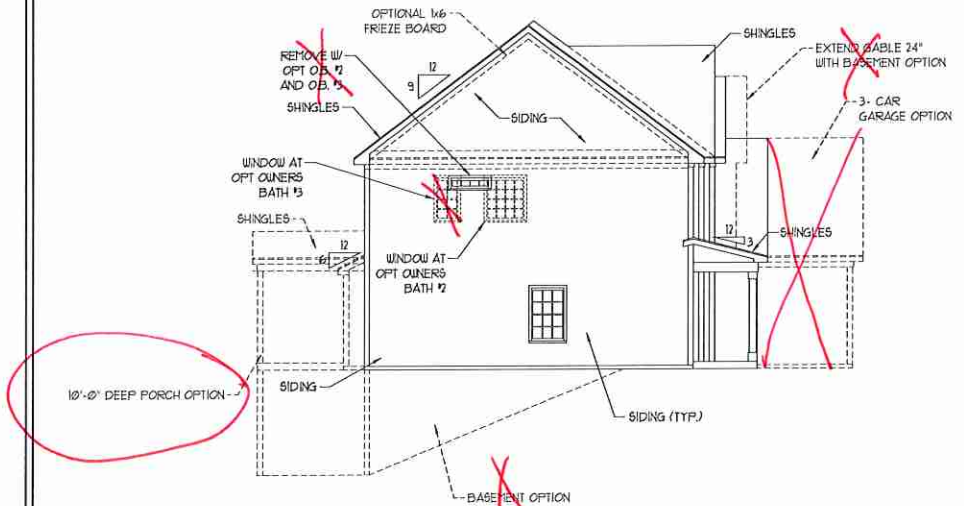 OPTIONAL 1x6
FRIEZE BOARD
SHINGLES
REMOVE W/
OPT O.B. #2
AND O.B. #3
EXTEND GABLE 24"
WITH BASEMENT OPTION
12
9
SHINGLES
SIDING
3- CAR
GARAGE OPTION
WINDOW AT
OPT OWNERS
BATH #3
SHINGLES
12
6
WINDOW AT
OPT OWNERS
BATH #2
12
3
SHINGLES
10'-0" DEEP PORCH OPTION
SIDING
SIDING (TYP.)
BASEMENT OPTION